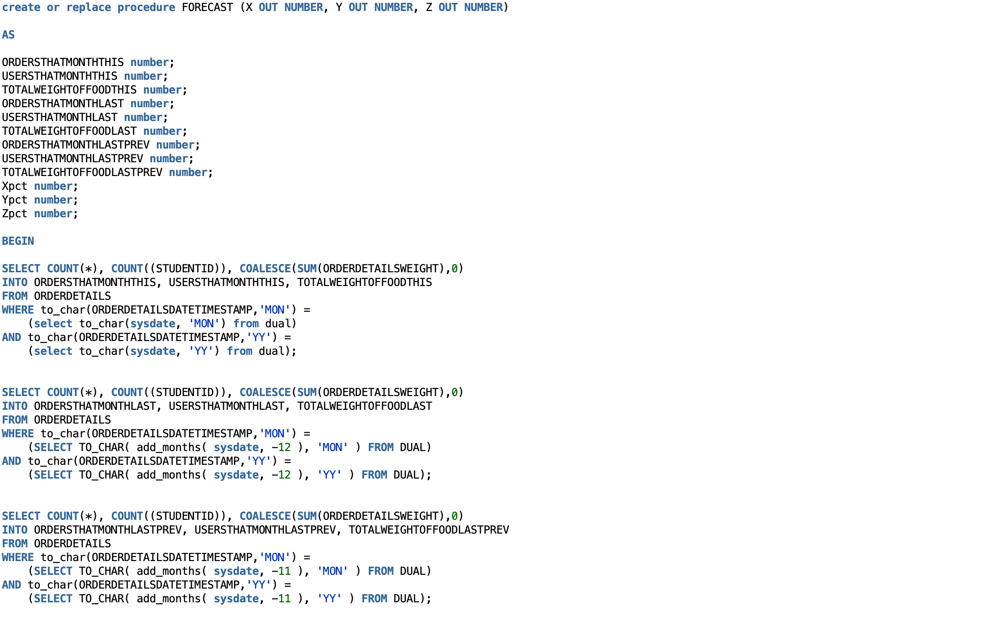 create or replace procedure FORECAST (X OUT NUMBER, Y OUT NUMBER, Z OUT NUMBER)
AS
ORDERSTHATMONTHTHIS number;
USERSTHATMONTHTHIS number;
TOTALWEIGHTOFFOODTHIS number;
ORDERSTHATMONTHLAST number;
USERSTHATMONTHLAST number;
TOTALWEIGHTOFFOODLAST number;
ORDERSTHATMONTHLASTPREV number;
USERSTHATMONTHLASTPREV number;
TOTALWEIGHTOFFOODLASTPREV number;
Xpct number;
Ypct number;
Zpct number;
BEGIN
SELECT COUNT(*), COUNT((STUDENTID)), COALESCE(SUM(ORDERDETAILSWEIGHT),0)
INTO ORDERSTHATMONTHTHIS, USERSTHATMONTHTHIS, TOTALWEIGHTOFFOODTHIS
FROM ORDERDETAILS
WHERE to_char(ORDERDETAILSDATETIMESTAMP,'MON') =
    (select to_char(sysdate, 'MON') from dual)
AND to_char(ORDERDETAILSDATETIMESTAMP,'YY') =
    (select to_char(sysdate, 'YY') from dual);
SELECT COUNT(*), COUNT((STUDENTID)), COALESCE(SUM(ORDERDETAILSWEIGHT),0)
INTO ORDERSTHATMONTHLAST, USERSTHATMONTHLAST, TOTALWEIGHTOFFOODLAST
FROM ORDERDETAILS
WHERE to_char(ORDERDETAILSDATETIMESTAMP,'MON') =
    (SELECT TO_CHAR( add_months( sysdate, -12 ), 'MON' ) FROM DUAL)
AND to_char(ORDERDETAILSDATETIMESTAMP,'YY') =
    (SELECT TO_CHAR( add_months( sysdate, -12 ), 'YY' ) FROM DUAL);
SELECT COUNT(*), COUNT((STUDENTID)), COALESCE(SUM(ORDERDETAILSWEIGHT),0)
INTO ORDERSTHATMONTHLASTPREV, USERSTHATMONTHLASTPREV, TOTALWEIGHTOFFOODLASTPREV
FROM ORDERDETAILS
WHERE to_char(ORDERDETAILSDATETIMESTAMP,'MON') =
    (SELECT TO_CHAR( add_months( sysdate, -11 ), 'MON' ) FROM DUAL)
AND to_char(ORDERDETAILSDATETIMESTAMP,'YY') =
    (SELECT TO_CHAR( add_months( sysdate, -11 ), 'YY' ) FROM DUAL);